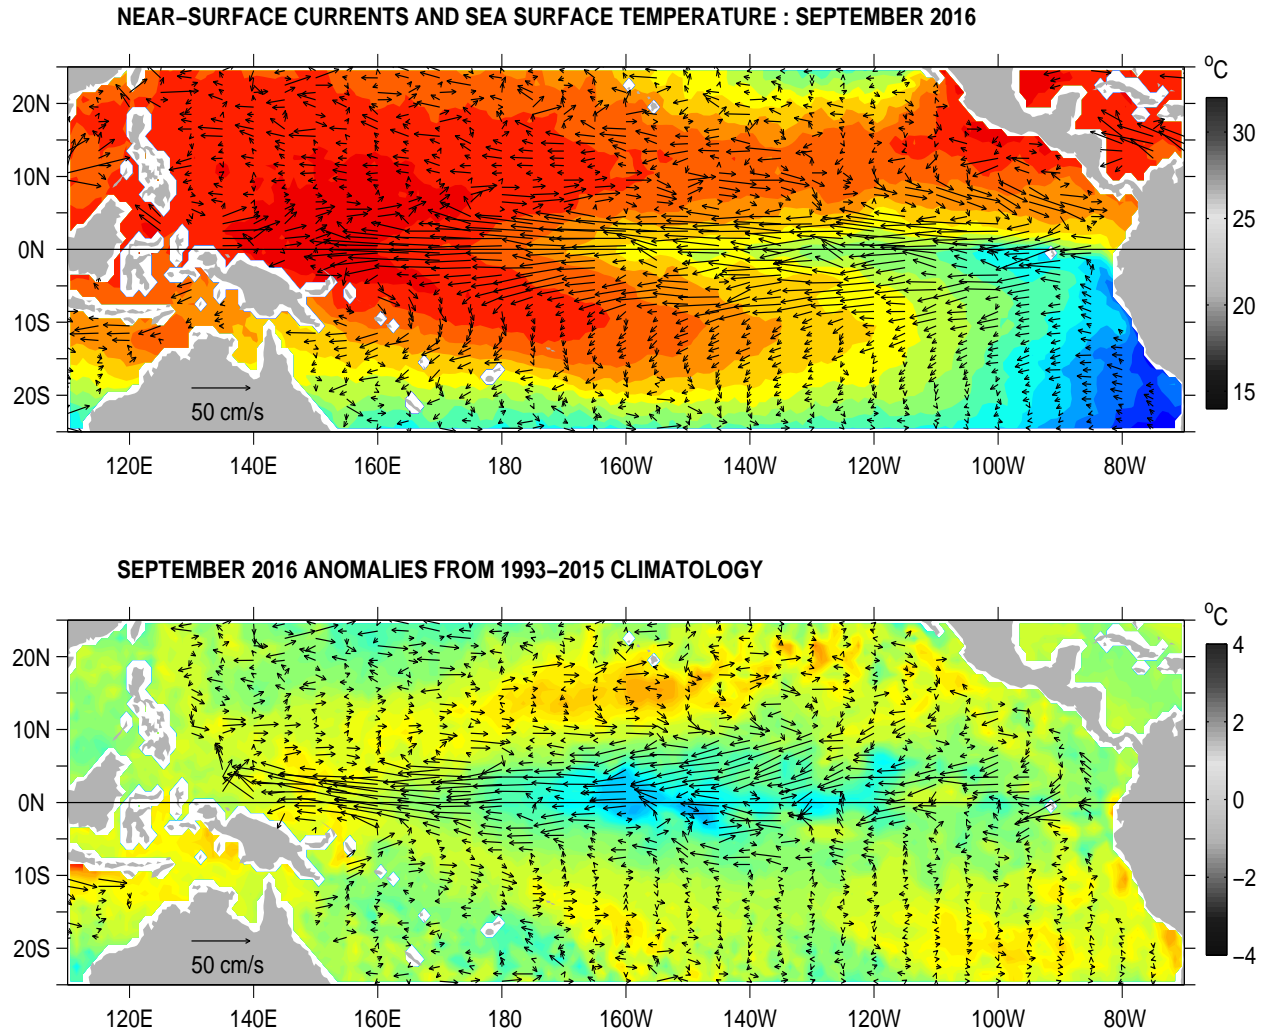 NEAR–SURFACE CURRENTS AND SEA SURFACE TEMPERATURE : SEPTEMBER 2016
oC
20N
10N
0N
10S
20S
30
25
20
15
50 cm/s
120E 140E 160E 180 160W 140W 120W 100W 80W
SEPTEMBER 2016 ANOMALIES FROM 1993–2015 CLIMATOLOGY
oC
20N
10N
0N
10S
20S
4
2
0
–2
–4
50 cm/s
120E 140E 160E 180 160W 140W 120W 100W 80W